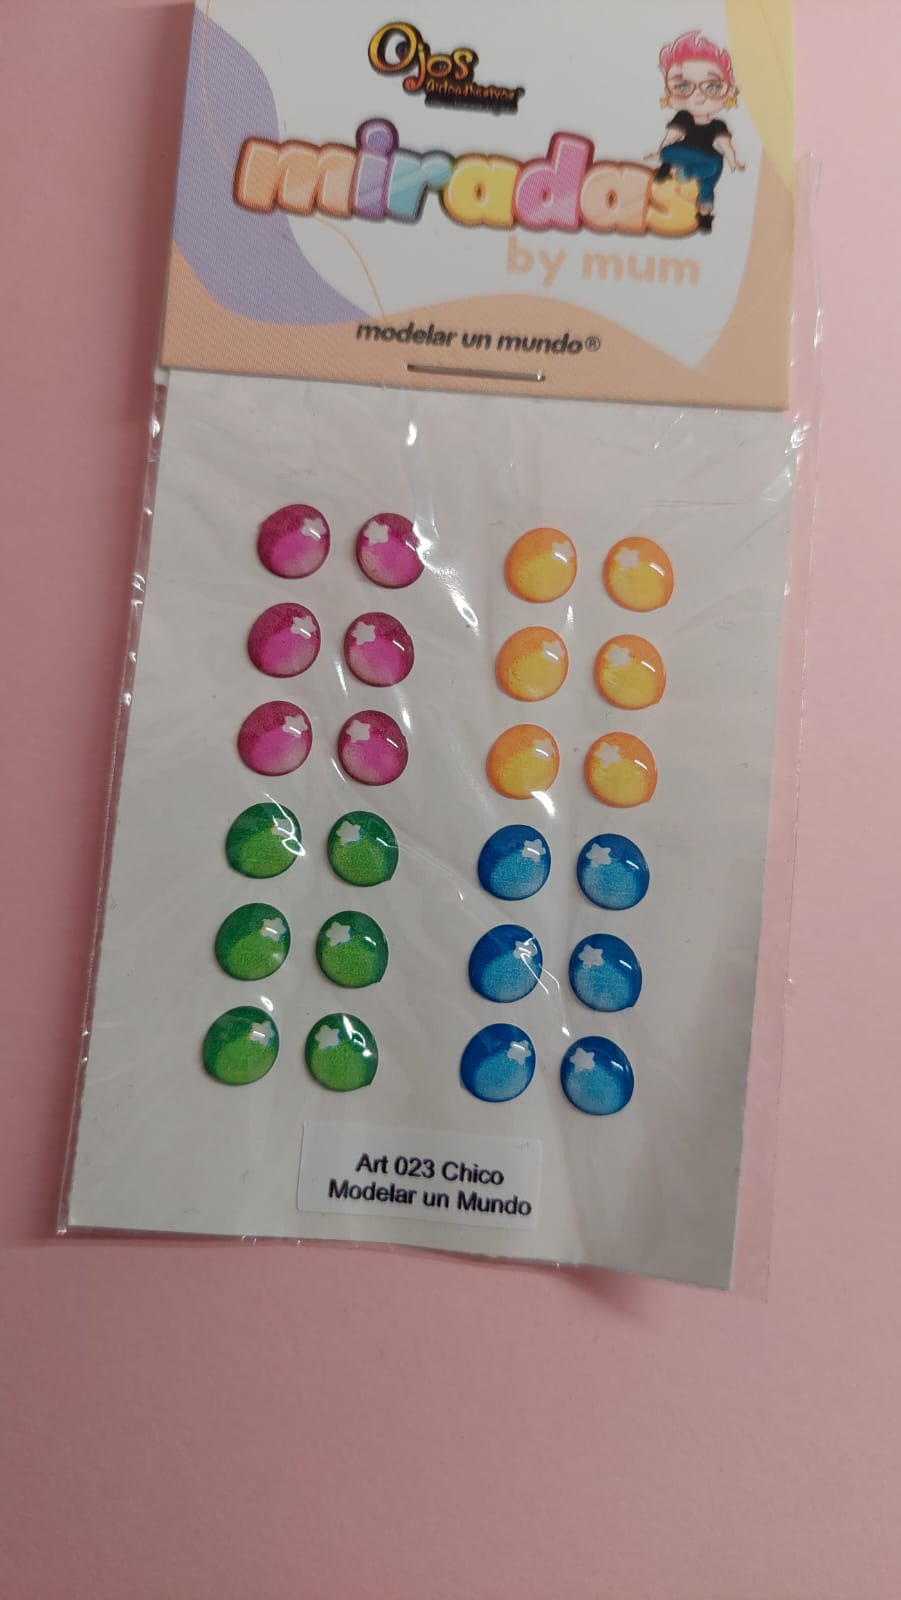 Ojos
miradas
by mum
modelar un mundo®
Art 023 Chico
Modelar un Mundo